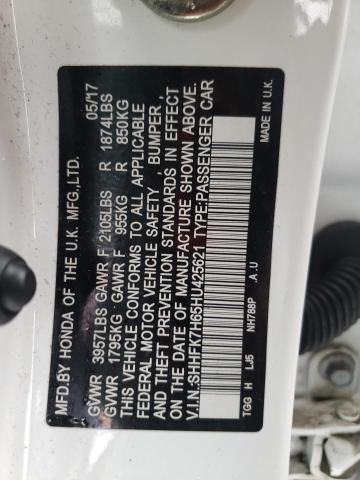 MFD.BY HONDA OF THE U.K. MFG.,LTD. 05/17
GVWR 3957LBS GAWR F 2105LBS R 1874LBS
GVWR 1795KG GAWR F 955KG R 850KG
THIS VEHICLE CONFORMS TO ALL APPLICABLE
FEDERAL MOTOR VEHICLE SAFETY , BUMPER ,
AND THEFT PREVENTION STANDARDS IN EFFECT
ON THE DATE OF MANUFACTURE SHOWN ABOVE.
V.I.N.:SHHFK7H65HU425621 TYPE:PASSENGER CAR
TGG H LJ5 NH788P .A.U MADE IN U.K